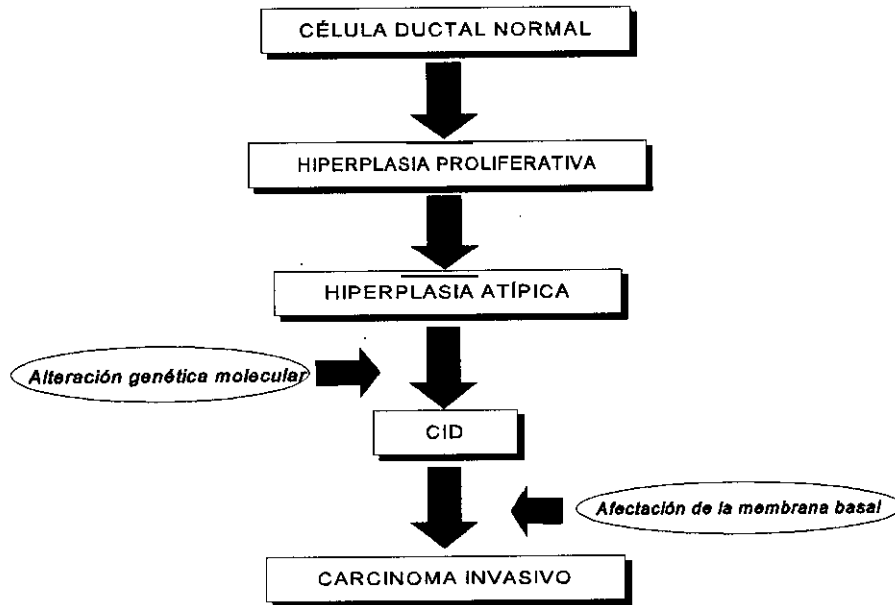 CÉLULA DUCTAL NORMAL
HIPERPLASIA PROLIFERATIVA
HIPERPLASIA ATÍPICA
Alteración genética molecular
CID
Afectación de la membrana basal
CARCINOMA INVASIVO